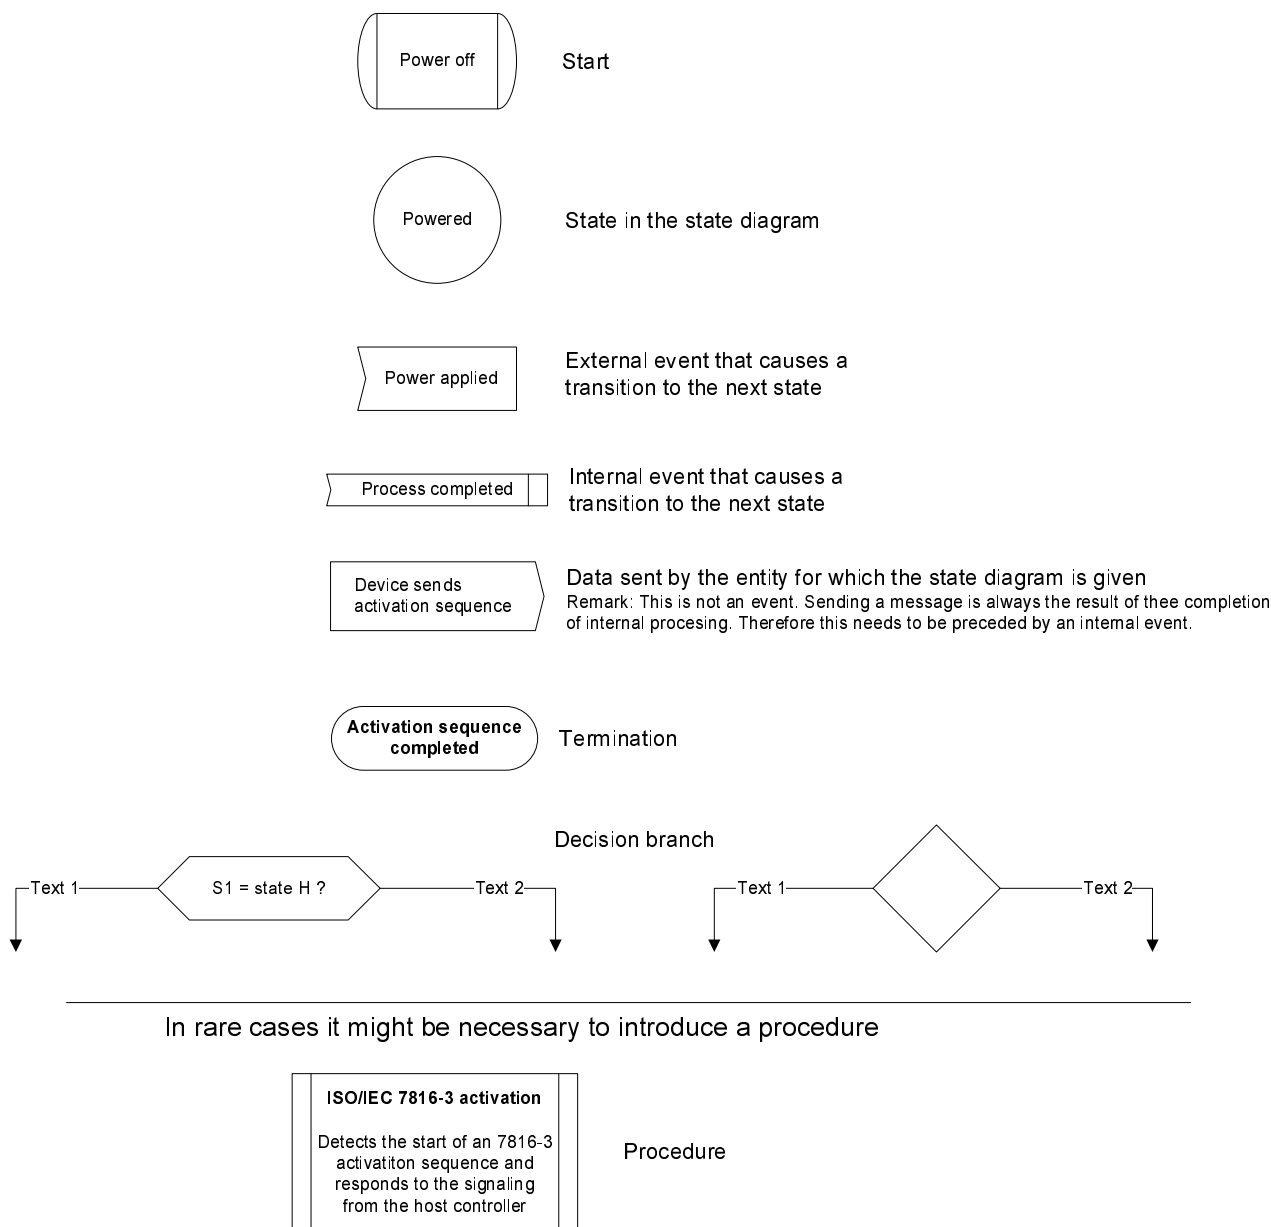 Power off
Start
Powered
State in the state diagram
Power applied
External event that causes a
transition to the next state
Process completed
Internal event that causes a
transition to the next state
Device sends
activation sequence
Data sent by the entity for which the state diagram is given
Remark: This is not an event. Sending a message is always the result of thee completion
of internal procesing. Therefore this needs to be preceded by an internal event.
Activation sequence
completed
Termination
Decision branch
Text 1
S1 = state H ?
Text 2
Text 1
Text 2
In rare cases it might be necessary to introduce a procedure
ISO/IEC 7816-3 activation
Detects the start of an 7816-3
activatiton sequence and
responds to the signaling
from the host controller
Procedure